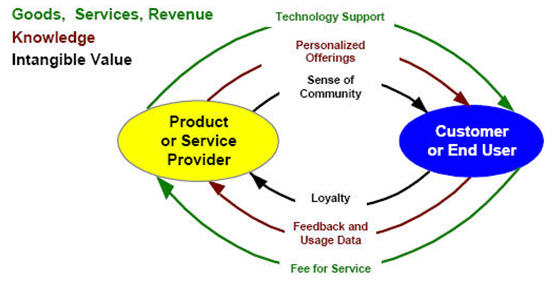 Goods, Services, Revenue
Knowledge
Intangible Value
Technology Support
Personalized
Offerings
Sense of
Community
Product
or Service
Provider
Customer
or End User
Loyalty
Feedback and
Usage Data
Fee for Service